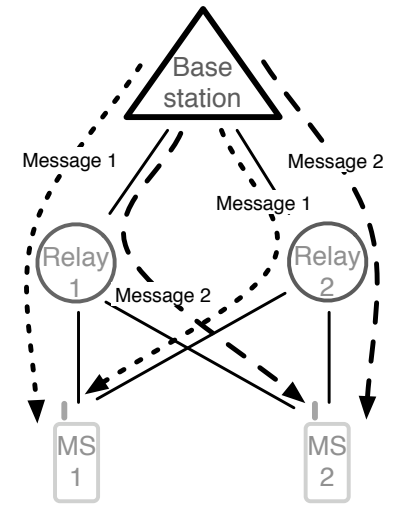 Base
station
Message 1
Message 2
Message 1
Relay
1
Relay
2
Message 2
MS
1
MS
2